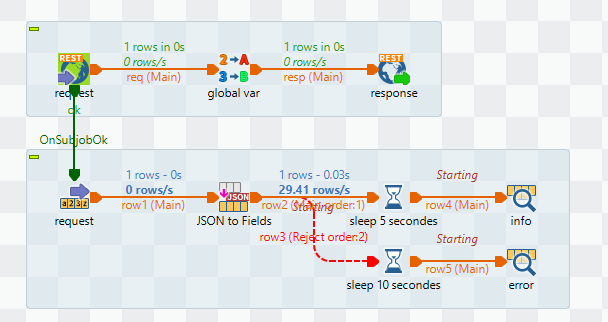 1 rows in 0s
1 rows in 0s
0 rows/s
0 rows/s
REST
REST
req (Main)
resp (Main)
request
global var
response
ok
OnSubjobOk
1 rows - 0s
1 rows - 0.03s
Starting
0 rows/s
29.41 rows/s
JSON
row1 (Main)
row2 (Main order:1)
row4 (Main)
Starting
request
JSON to Fields
sleep 5 secondes
info
row3 (Reject order:2)
Starting
row5 (Main)
sleep 10 secondes
error